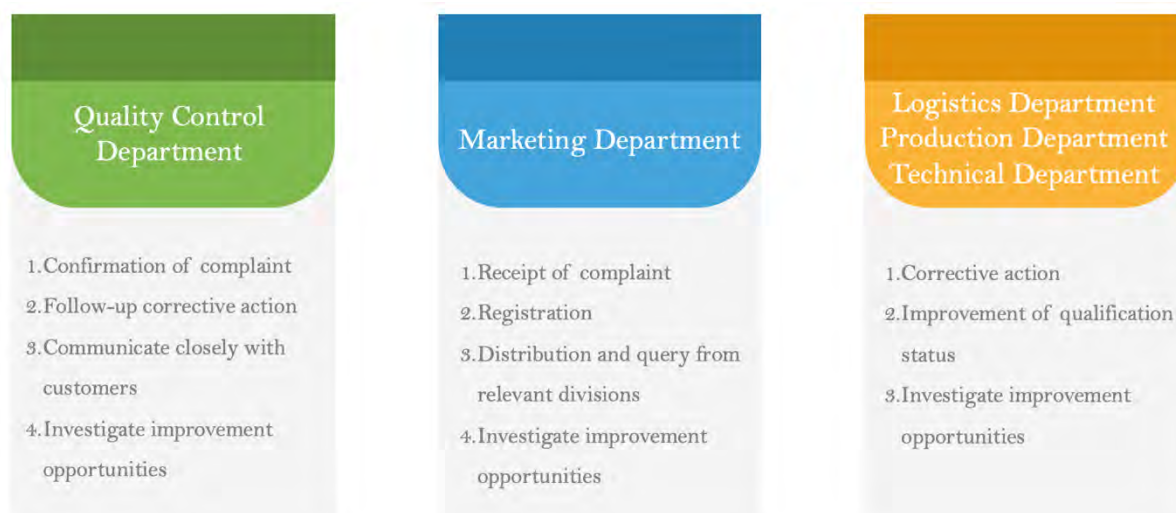 Quality Control
Department
1.Confirmation of complaint
2.Follow-up corrective action
3.Communicate closely with
customers
4.Investigate improvement
opportunities
Marketing Department
1.Receipt of complaint
2.Registration
3.Distribution and query from
relevant divisions
4.Investigate improvement
opportunities
Logistics Department
Production Department
Technical Department
1.Corrective action
2.Improvement of qualification
status
3.Investigate improvement
opportunities